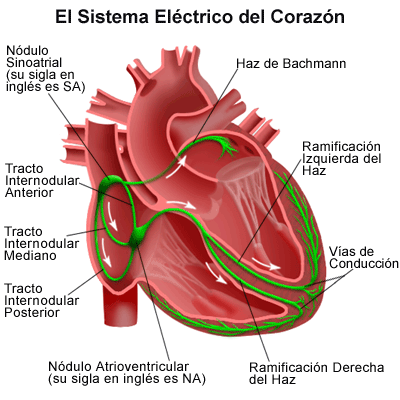 El Sistema Eléctrico del Corazón
Nódulo
Sinoatrial
(su sigla en
inglés es SA)
Haz de Bachmann
Ramificación
Izquierda del
Haz
Tracto
Internodular
Anterior
Tracto
Internodular
Mediano
Vías de
Conducción
Tracto
Internodular
Posterior
Nódulo Atrioventricular
(su sigla en inglés es NA)
Ramificación Derecha
del Haz